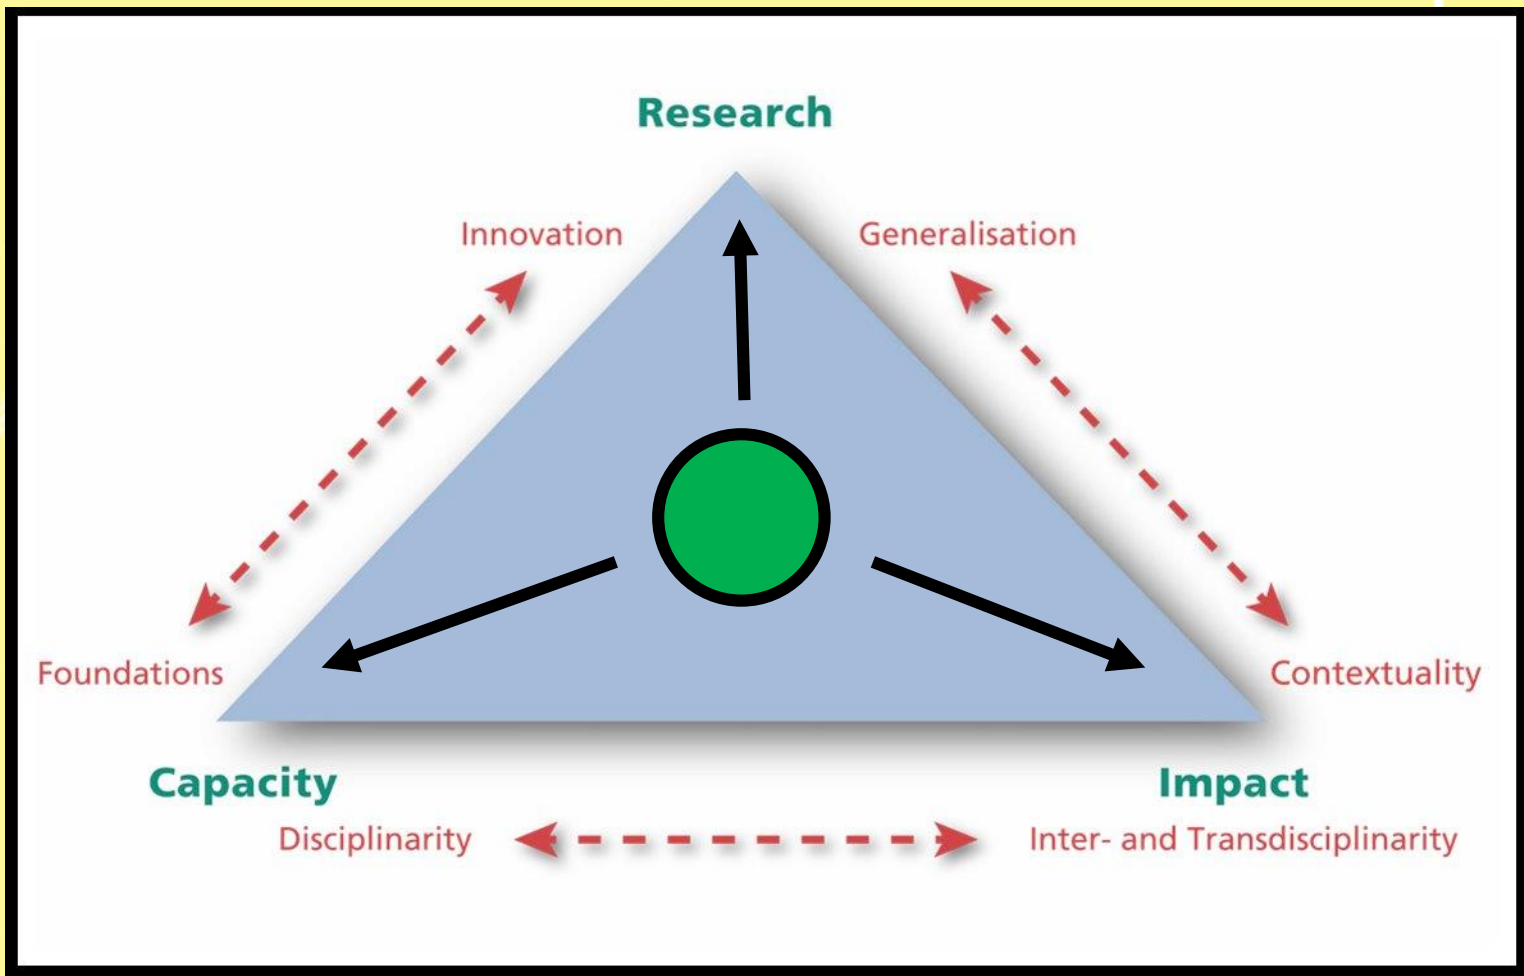 Research
Innovation
Generalisation
Foundations
Contextuality
Capacity
Impact
Disciplinarity
Inter- and Transdisciplinarity